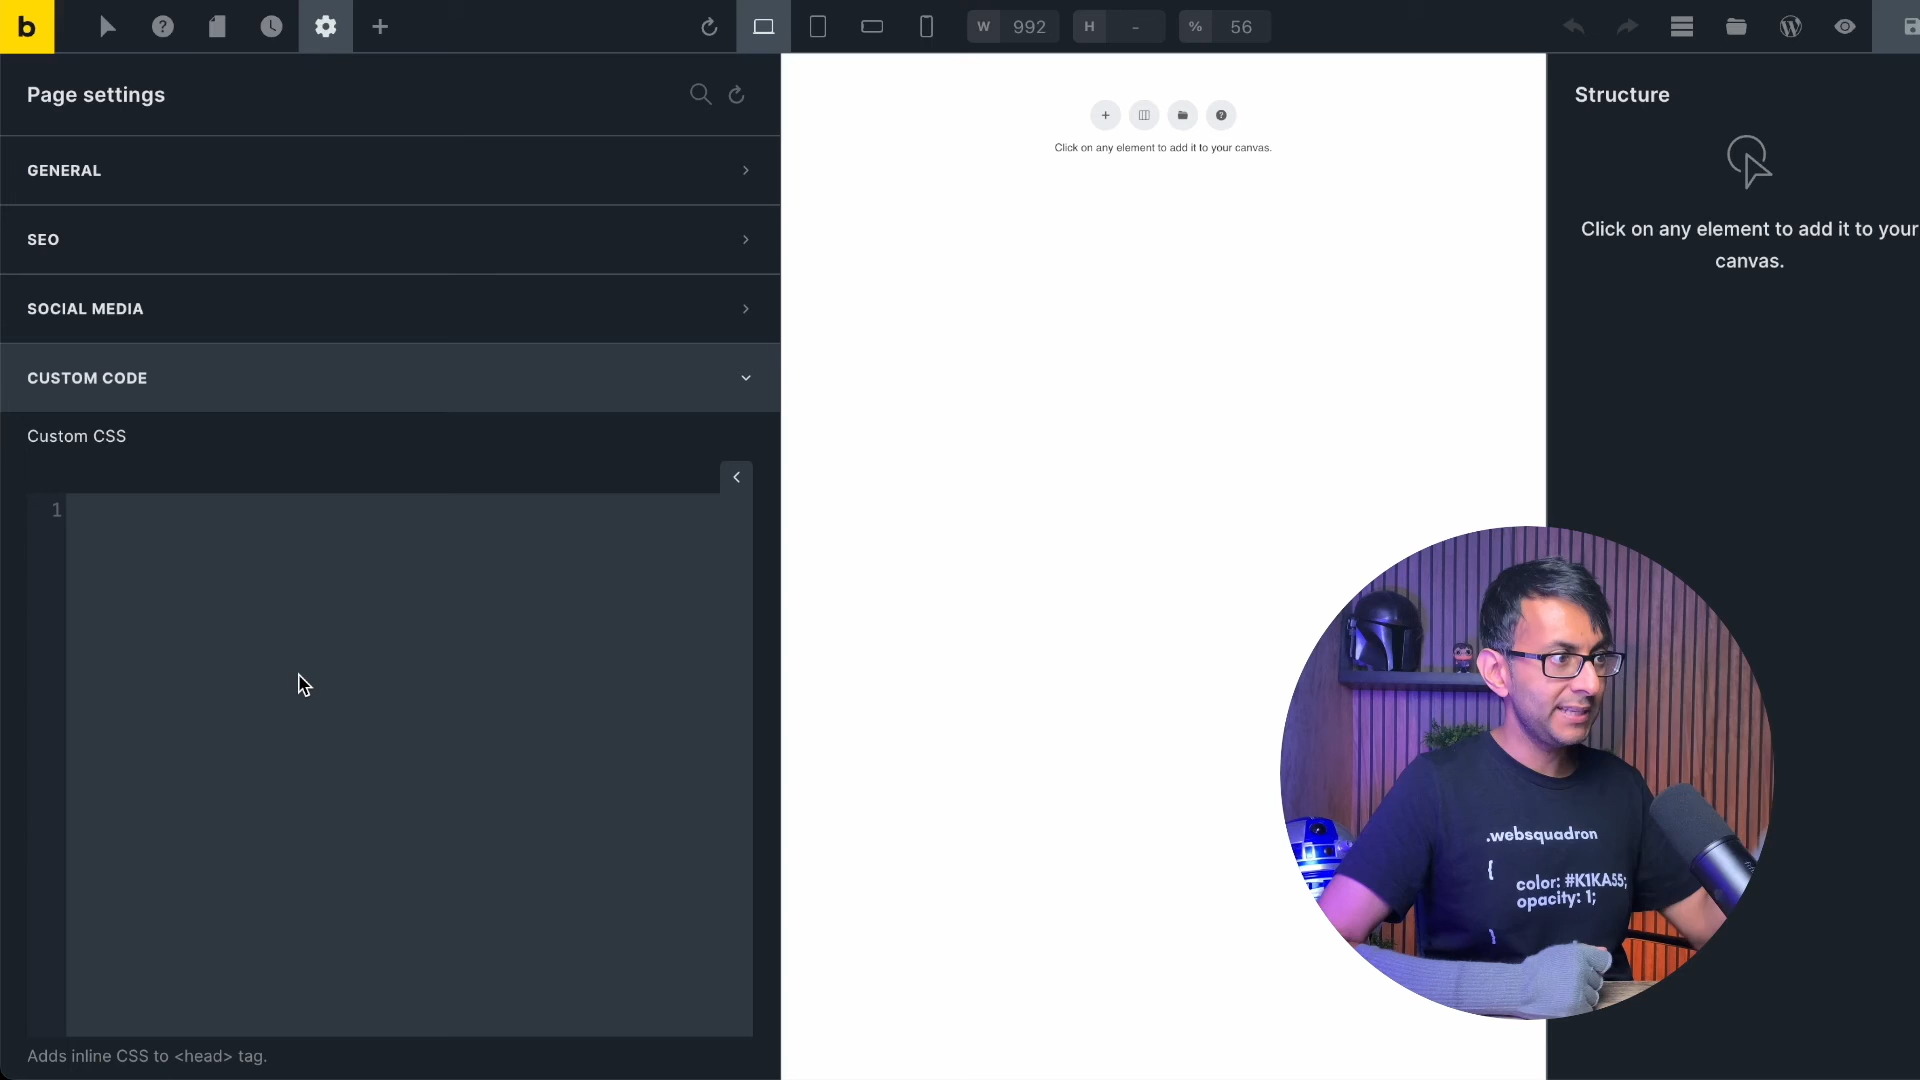 b
W 992 H - % 56
Page settings
GENERAL
SEO
SOCIAL MEDIA
CUSTOM CODE
Custom CSS
1
Adds inline CSS to <head> tag.
Click on any element to add it to your canvas.
Structure
Click on any element to add it to your
canvas.
.websquadron
{
color: #K1KA55;
opacity: 1;
}